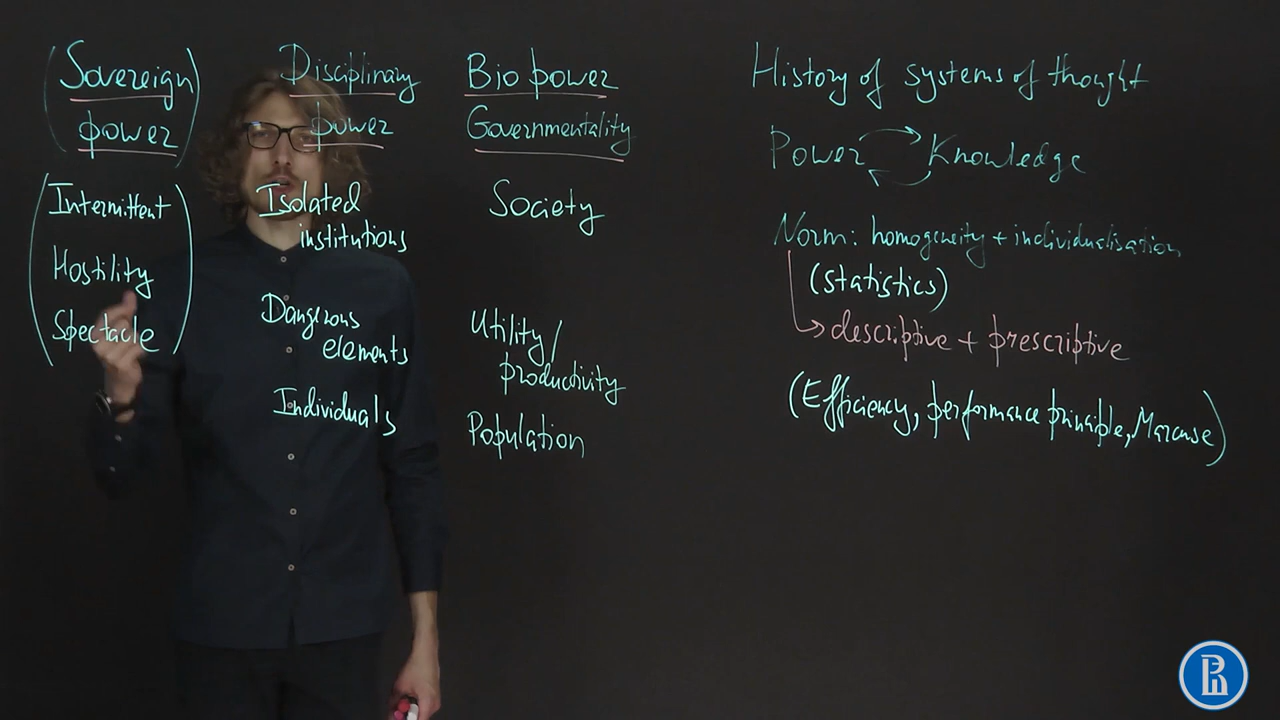 (Sovereign
power)
(Intermittent
Hostility
Spectacle)
Disciplinary
power
Isolated
institutions
Dangerous
elements
Individuals
Bio power
Governmentality
Society
Utility/
productivity
Population
History of systems of thought
Power Knowledge
Norm: homogeneity + individualisation
(statistics)
descriptive + prescriptive
(Efficiency, performance principle, Marcuse)